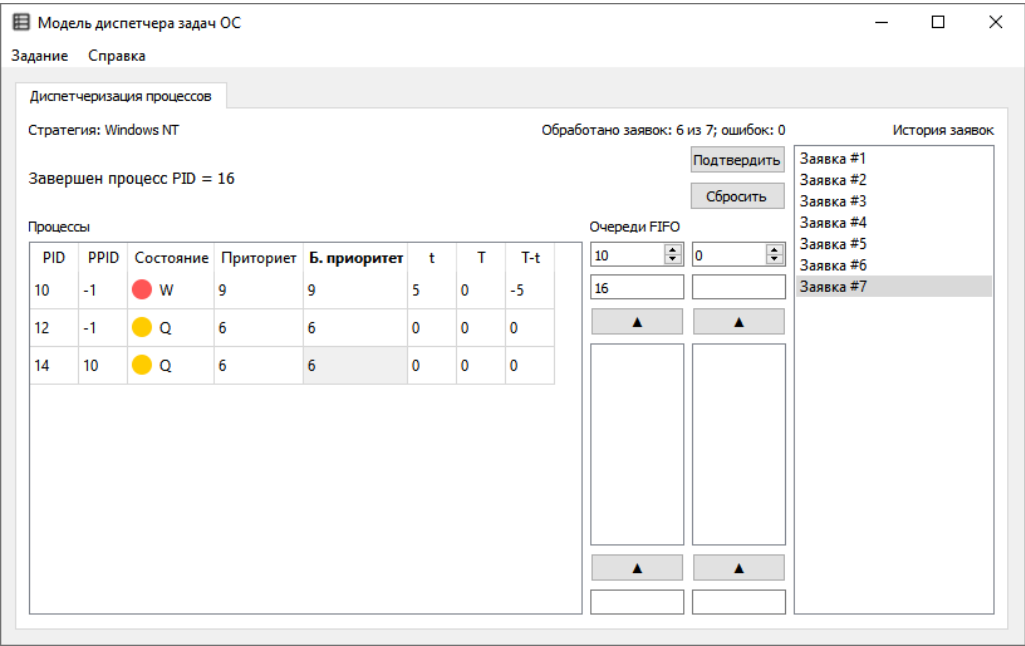 Модель диспетчера задач ОС
Задание Справка
Диспетчеризация процессов
Стратегия: Windows NT
Обработано заявок: 6 из 7; ошибок: 0
История заявок
Завершен процесс PID = 16
Подтвердить
Сбросить
Процессы
PID PPID Состояние Приториет Б. приоритет t T T-t
10 -1 W 9 9 5 0 -5
12 -1 Q 6 6 0 0 0
14 10 Q 6 6 0 0 0
Очереди FIFO
10 0
16
▲ ▲
▲ ▲
Заявка #1
Заявка #2
Заявка #3
Заявка #4
Заявка #5
Заявка #6
Заявка #7